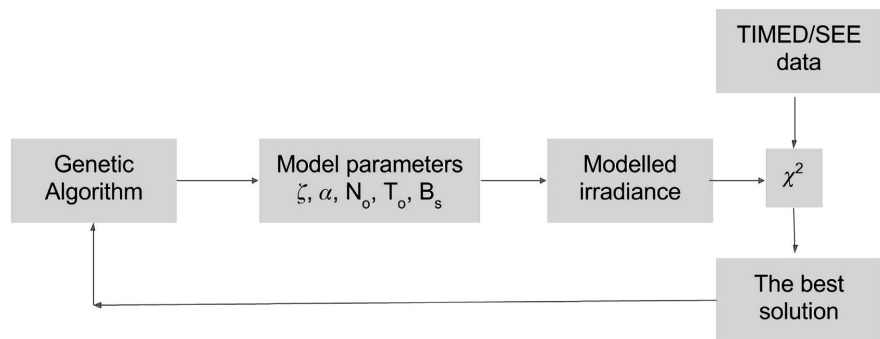 TIMED/SEE
data
Genetic
Algorithm
Model parameters
ζ, α, N₀, T₀, Bₛ
Modelled
irradiance
χ²
The best
solution